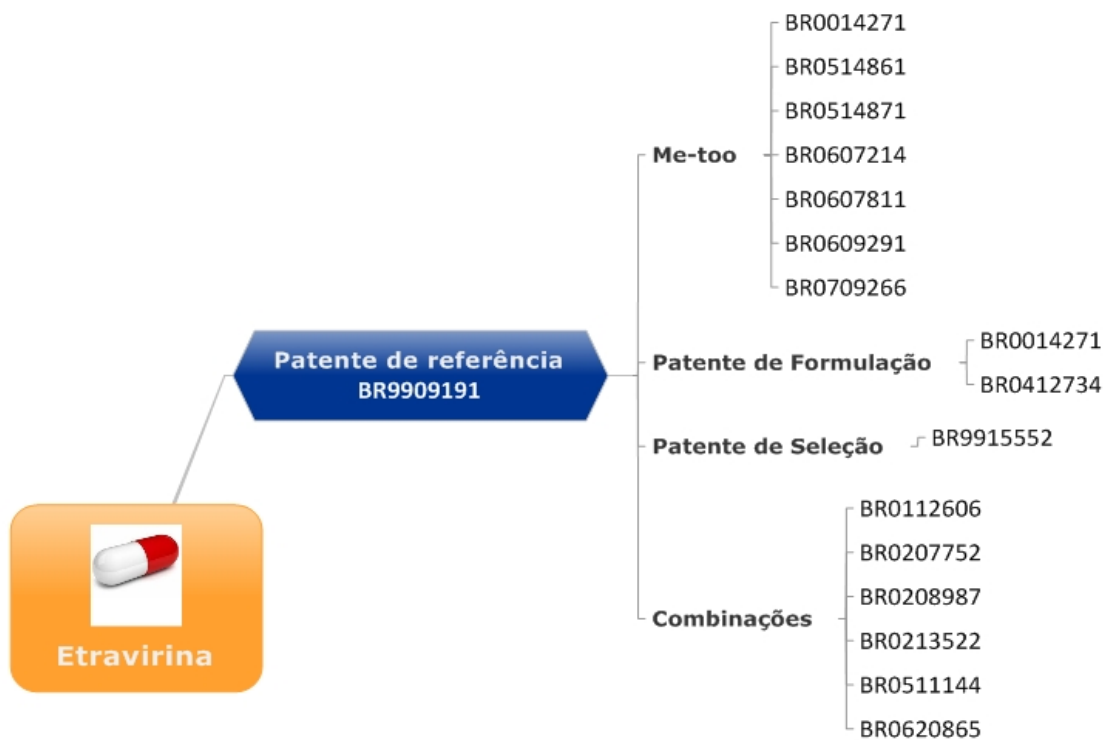 Etravirina
Patente de referência
BR9909191
Me-too
BR0014271
BR0514861
BR0514871
BR0607214
BR0607811
BR0609291
BR0709266
Patente de Formulação
BR0014271
BR0412734
Patente de Seleção
BR9915552
Combinações
BR0112606
BR0207752
BR0208987
BR0213522
BR0511144
BR0620865